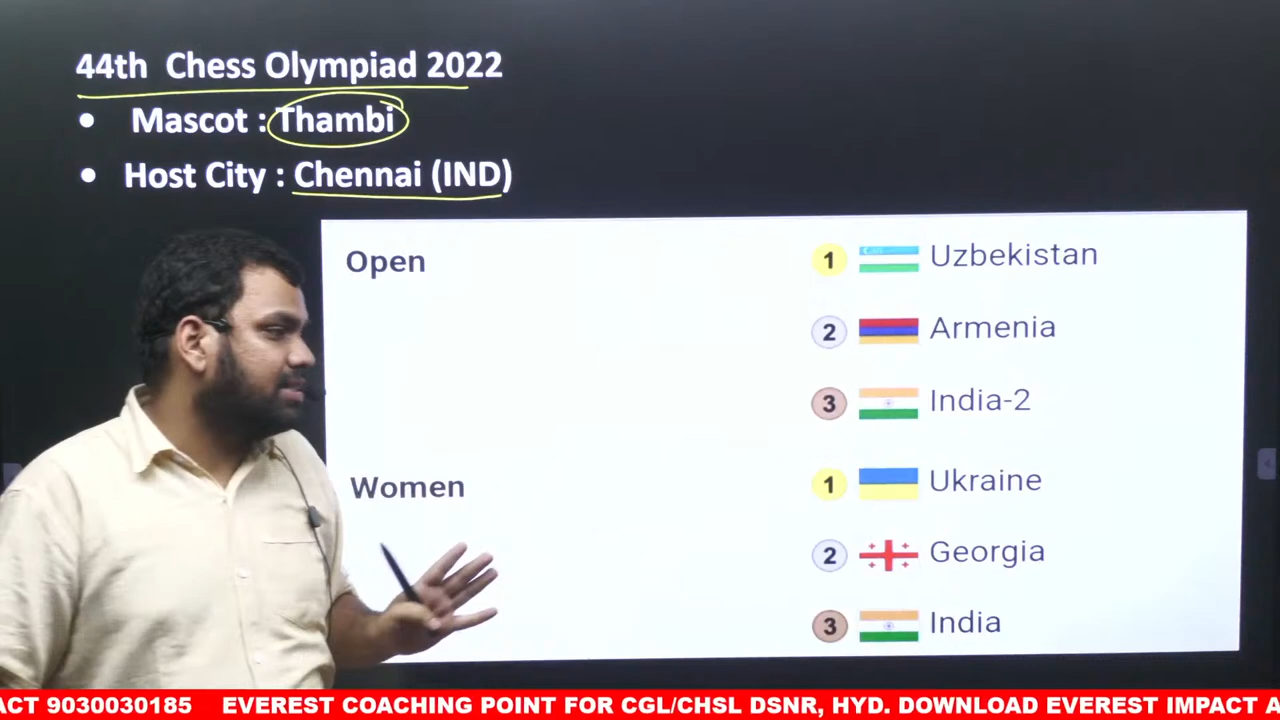 44th Chess Olympiad 2022
• Mascot : Thambi
• Host City : Chennai (IND)
Open
1 Uzbekistan
2 Armenia
3 India-2
Women
1 Ukraine
2 Georgia
3 India
ACT 9030030185 EVEREST COACHING POINT FOR CGL/CHSL DSNR, HYD. DOWNLOAD EVEREST IMPACT A